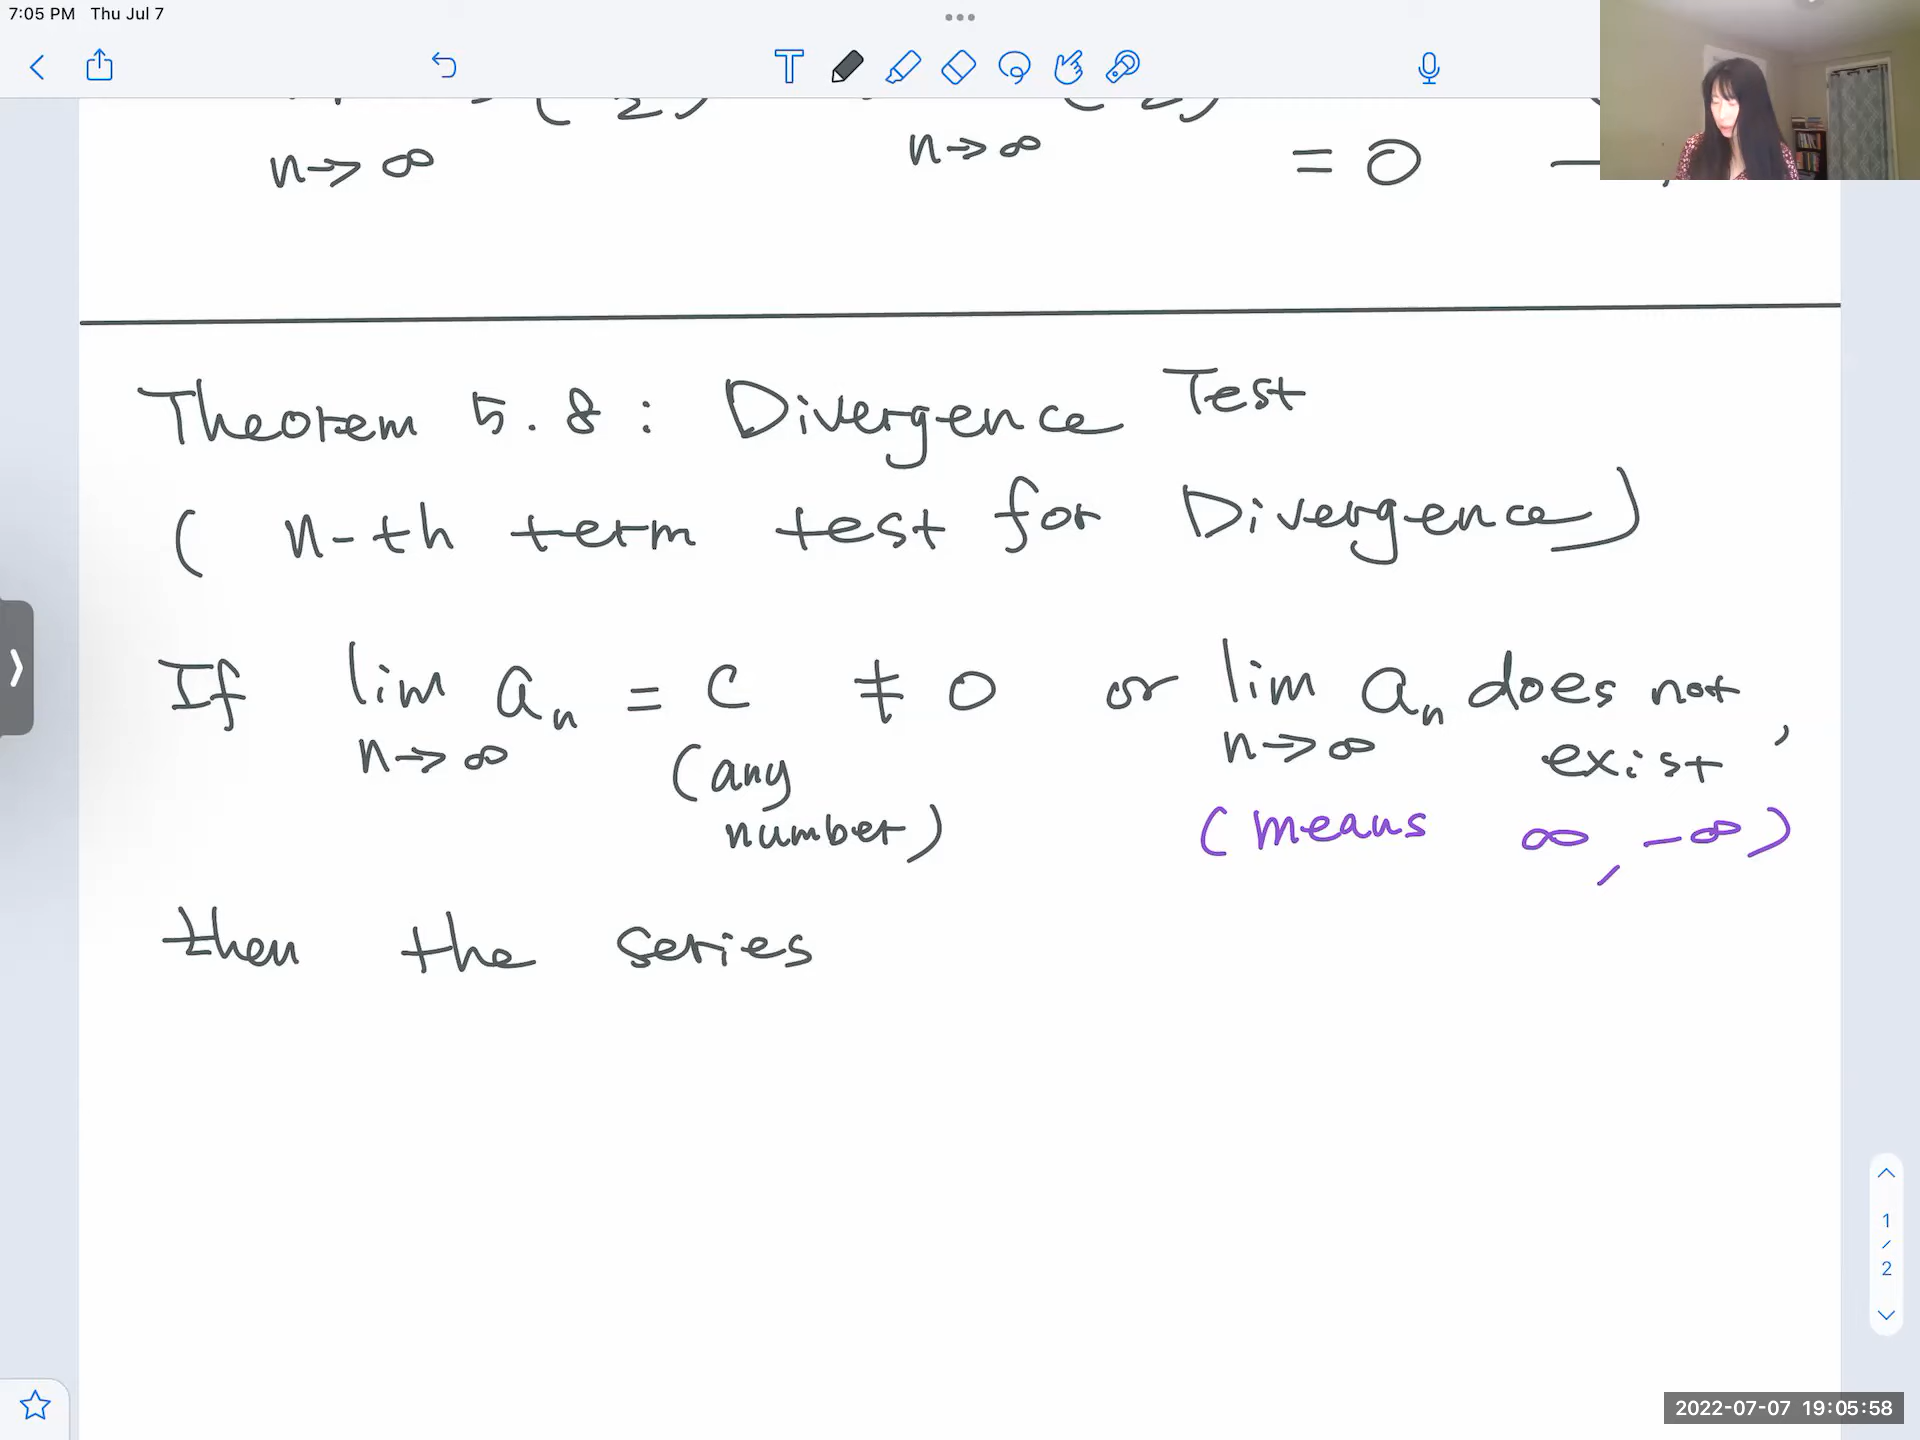 7:05 PM Thu Jul 7
n→∞ n→∞ = 0
Theorem 5.8: Divergence Test
( n-th term test for Divergence)
If lim aₙ = c ≠ 0 or lim aₙ does not
n→∞ (any n→∞ exist,
number) (means ∞, -∞)
then the series
1
/
2
2022-07-07 19:05:58